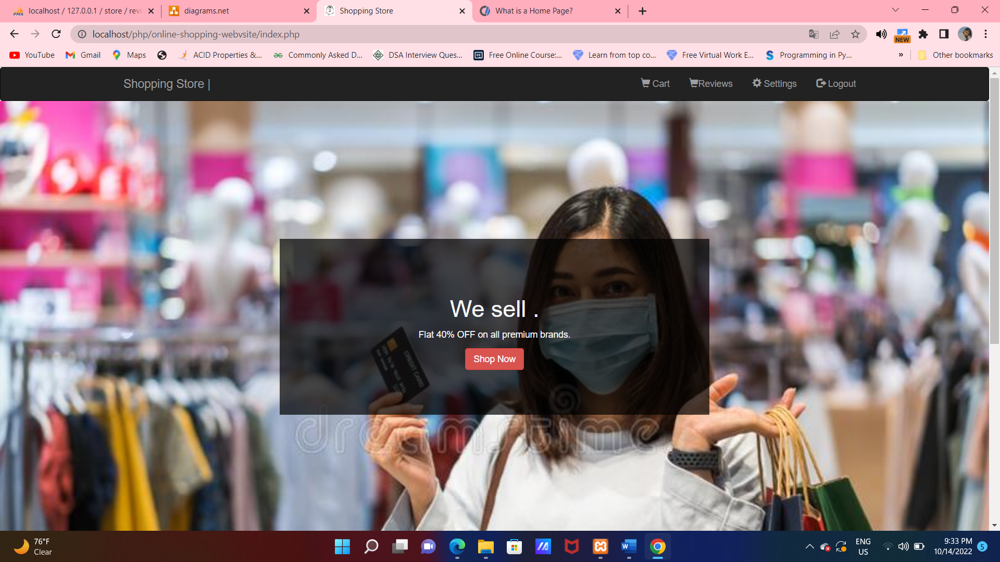 localhost / 127.0.0.1 / store / revi
diagrams.net
Shopping Store
What is a Home Page?
localhost/php/online-shopping-webvsite/index.php
NEW
YouTube
Gmail
Maps
ACID Properties &...
Commonly Asked D...
DSA Interview Ques...
Free Online Course:...
Learn from top co...
Free Virtual Work E...
Programming in Py...
»
Other bookmarks
Shopping Store |
Cart
Reviews
Settings
Logout
We sell .
Flat 40% OFF on all premium brands.
Shop Now
CREDIT CARD
dreamstime.
76°F
Clear
ENG
US
9:33 PM
10/14/2022
5